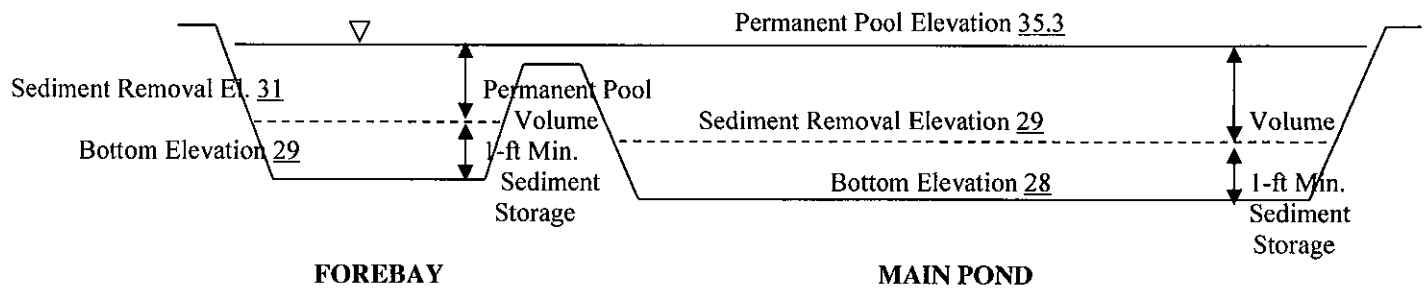 Permanent Pool Elevation 35.3
Sediment Removal El. 31
Permanent Pool
Volume
Sediment Removal Elevation 29
Volume
Bottom Elevation 29
1-ft Min.
Sediment
Storage
Bottom Elevation 28
1-ft Min.
Sediment
Storage
FOREBAY
MAIN POND